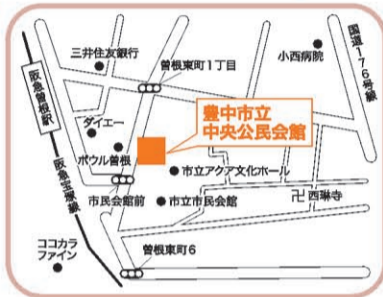 三井住友銀行
曽根東町1丁目
小西病院
国道176号線
阪急曽根駅
豊中市立
中央公民会館
ダイエー
ボウル曽根
阪急宝塚線
市立アクア文化ホール
市民会館前
市立市民会館
卍西琳寺
ココカラ
ファイン
曽根東町6